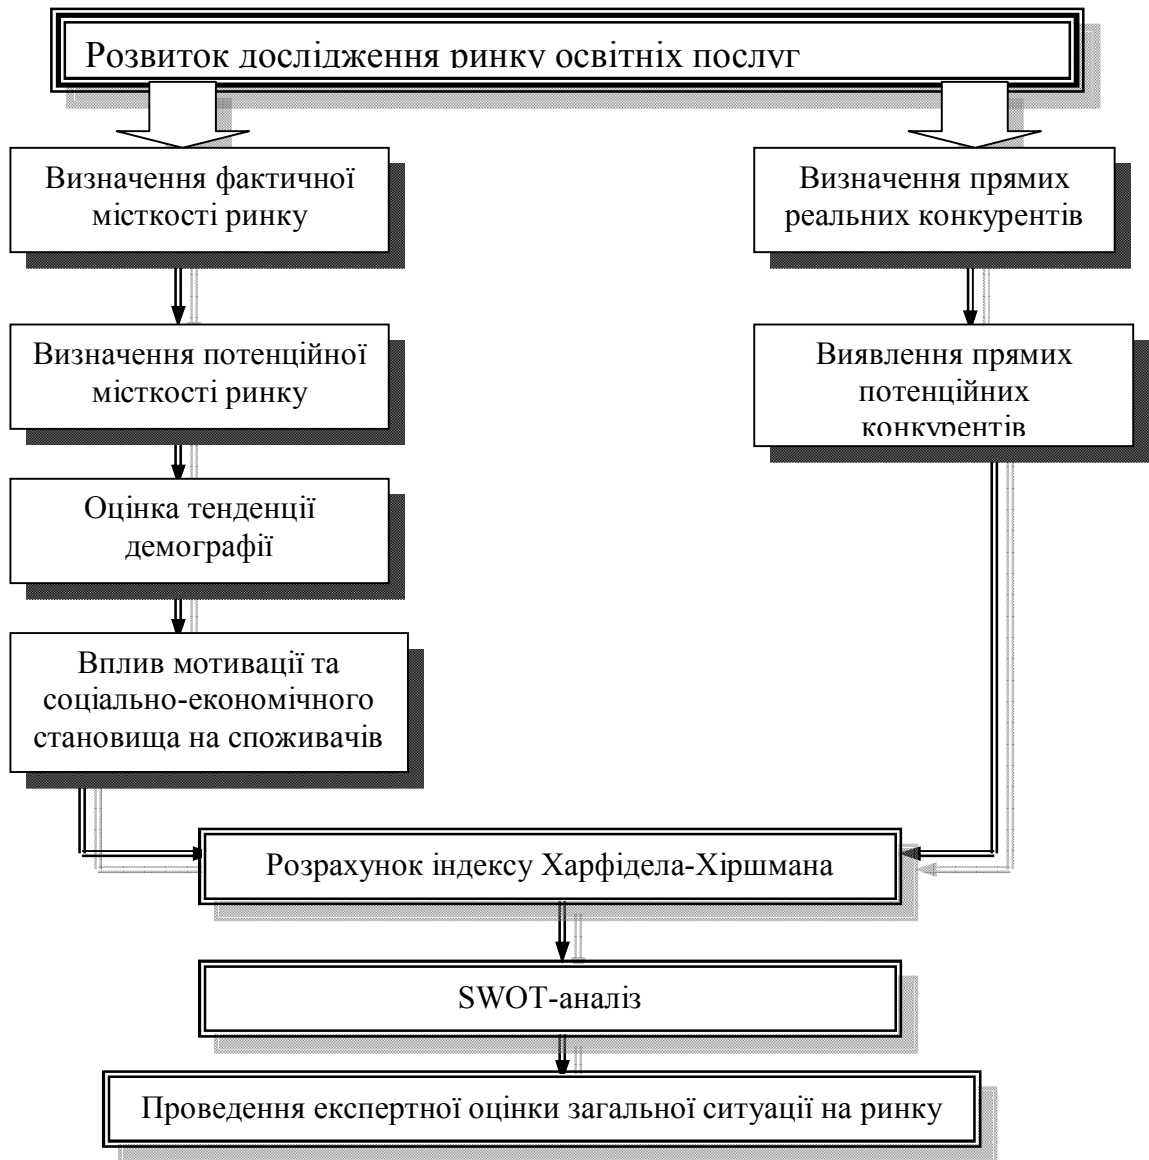 Розвиток дослідження ринку освітніх послуг
Визначення фактичної
місткості ринку
Визначення потенційної
місткості ринку
Оцінка тенденції
демографії
Вплив мотивації та
соціально-економічного
становища на споживачів
Визначення прямих
реальних конкурентів
Виявлення прямих
потенційних
конкурентів
Розрахунок індексу Харфідела-Хіршмана
SWOT-аналіз
Проведення експертної оцінки загальної ситуації на ринку